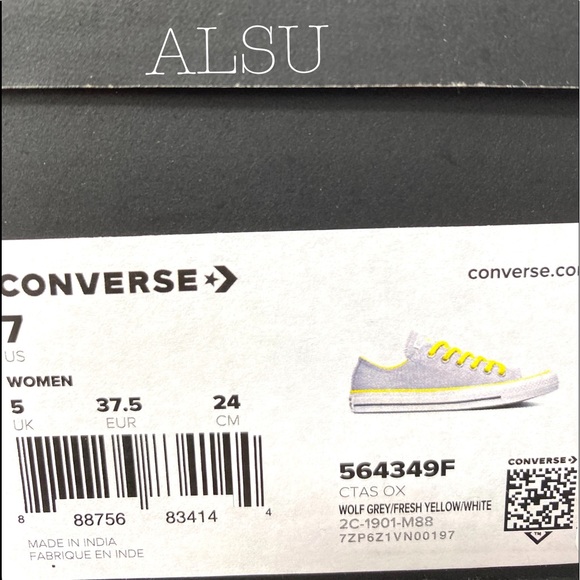 ALSU
CONVERSE
converse.co
7
US
WOMEN
5 37.5 24
UK EUR CM
8 88756 83414 4
MADE IN INDIA
FABRIQUE EN INDE
564349F
CTAS OX
WOLF GREY/FRESH YELLOW/WHITE
2C-1901-M88
7ZP6Z1VN00197
CONVERSE